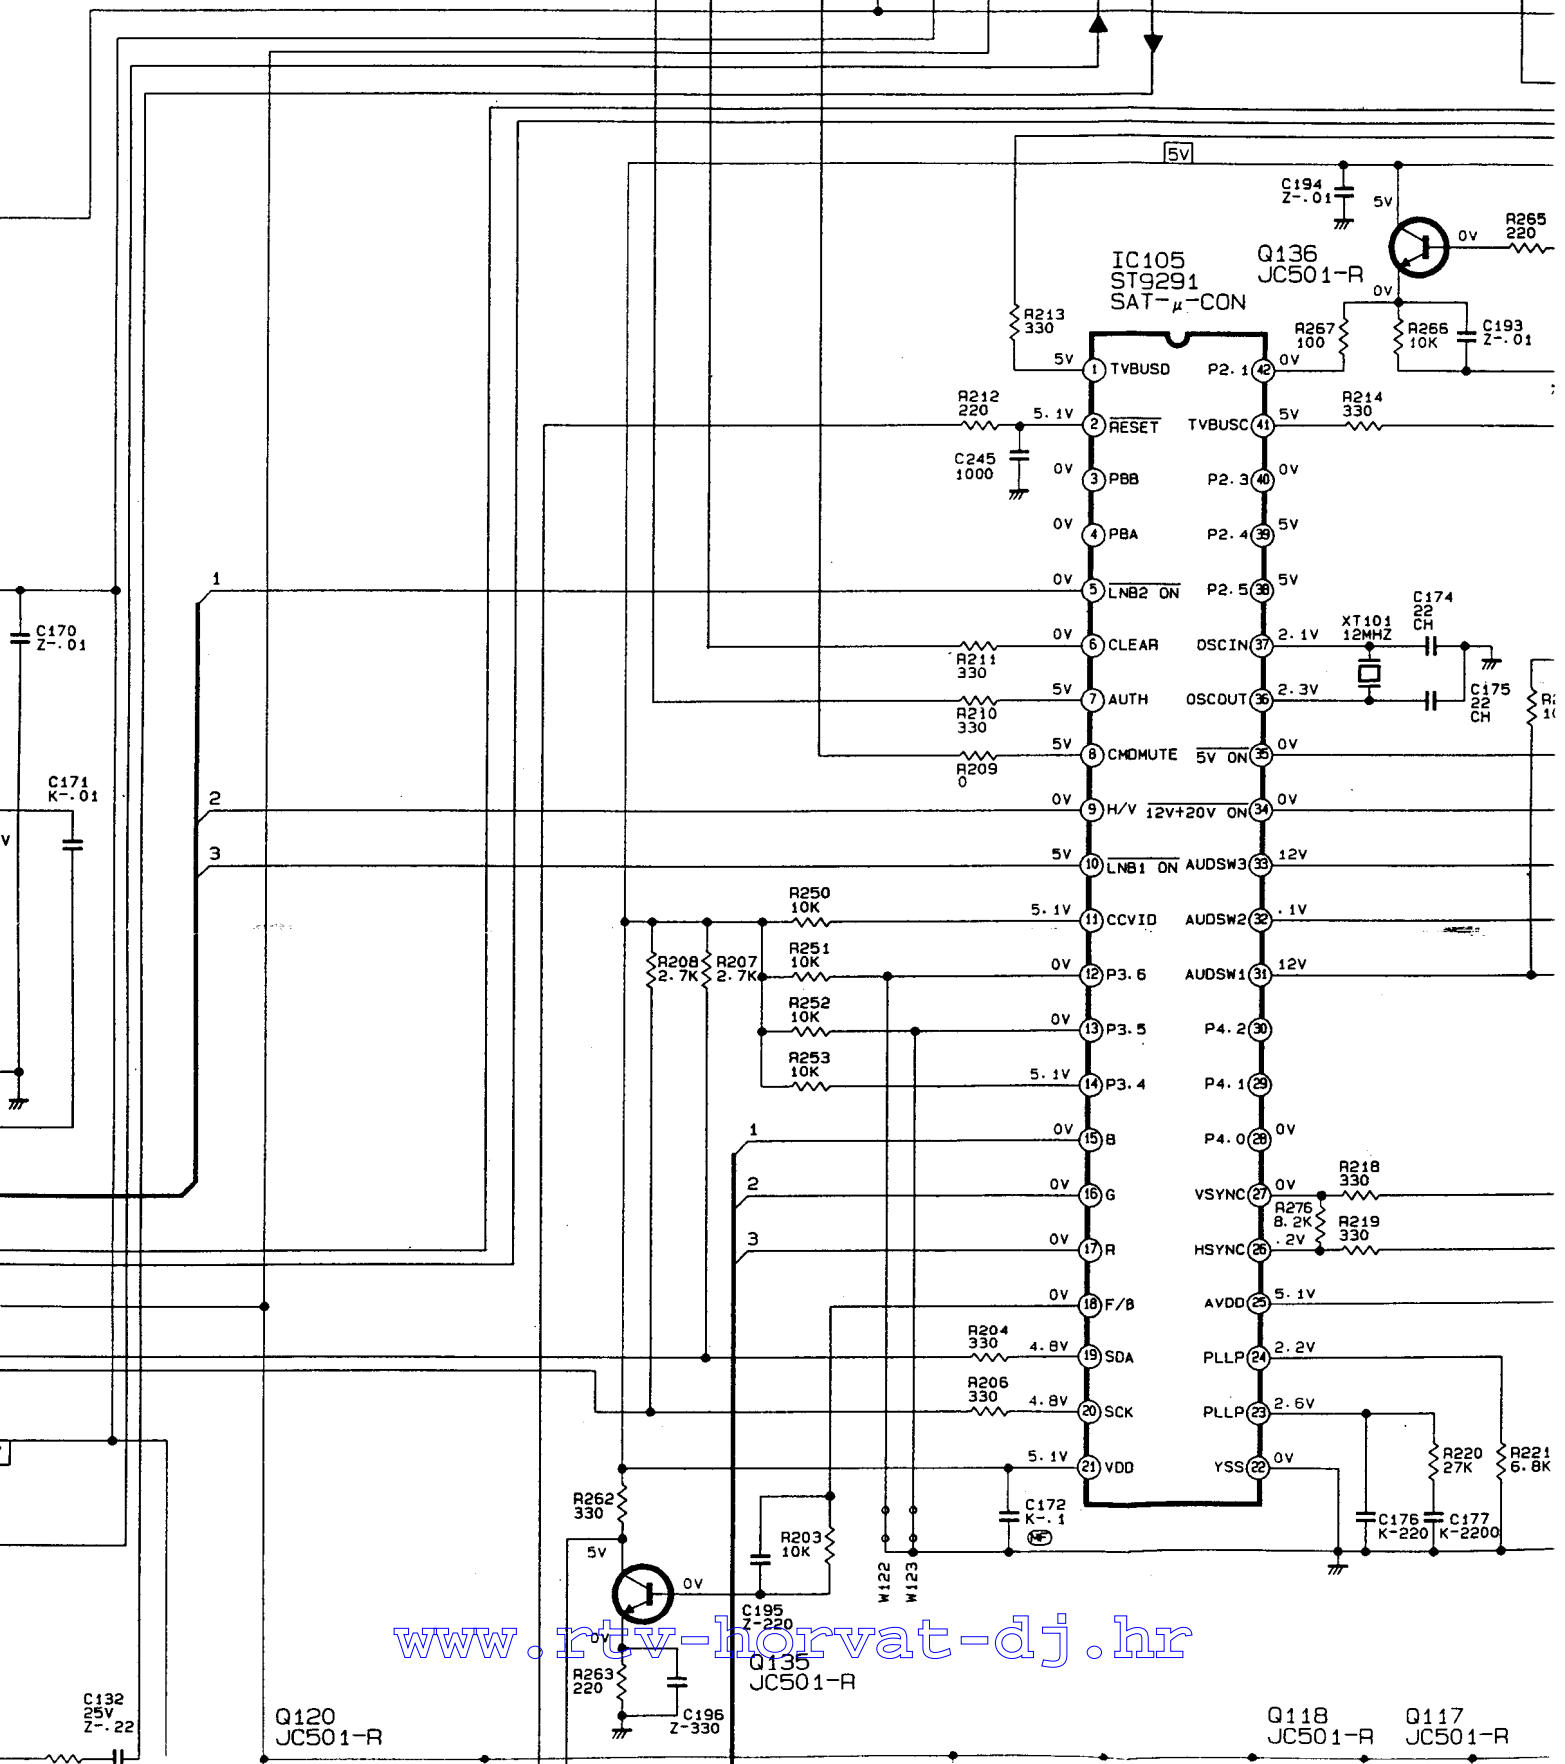 5V
C194
Z-.01
5V
R265
220
0V
IC105
ST9291
SAT-μ-CON
Q136
JC501-R
0V
R213
330
R267
100
R266
10K
C193
Z-.01
5V
1
TVBUSD
P2.1
42
0V
R212
220
5.1V
2
RESET
TVBUSC
41
5V
R214
330
C245
1000
0V
3
PBB
P2.3
40
0V
0V
4
PBA
P2.4
39
5V
1
0V
5
LNB2 ON
P2.5
38
5V
C170
Z-.01
C174
22
CH
XT101
12MHZ
0V
6
CLEAR
OSCIN
37
2.1V
R211
330
5V
7
AUTH
OSCOUT
36
2.3V
C175
22
CH
R210
330
5V
8
CMDMUTE
5V ON
35
0V
R209
0
C171
K-.01
2
0V
9
H/V
12V+20V ON
34
0V
V
3
5V
10
LNB1 ON
AUDSW3
33
12V
R250
10K
5.1V
11
CCVID
AUDSW2
32
.1V
R208
2.7K
R207
2.7K
R251
10K
0V
12
P3.6
AUDSW1
31
12V
R252
10K
0V
13
P3.5
P4.2
30
R253
10K
5.1V
14
P3.4
P4.1
29
1
0V
15
B
P4.0
28
0V
2
0V
16
G
VSYNC
27
0V
R218
330
R276
8.2K
3
0V
17
R
HSYNC
26
.2V
R219
330
0V
18
F/B
AVDD
25
5.1V
R204
330
4.8V
19
SDA
PLLP
24
2.2V
R206
330
4.8V
20
SCK
PLLP
23
2.6V
5.1V
21
VDD
YSS
22
0V
R220
27K
R221
6.8K
R262
330
C172
K-.1
MF
C176
K-220
C177
K-2200
R203
10K
5V
0V
W122
W123
C195
Z-220
www.rtv-horvat-dj.hr
0V
Q135
JC501-R
R263
220
C196
Z-330
C132
25V
Z-.22
Q120
JC501-R
Q118
JC501-R
Q117
JC501-R